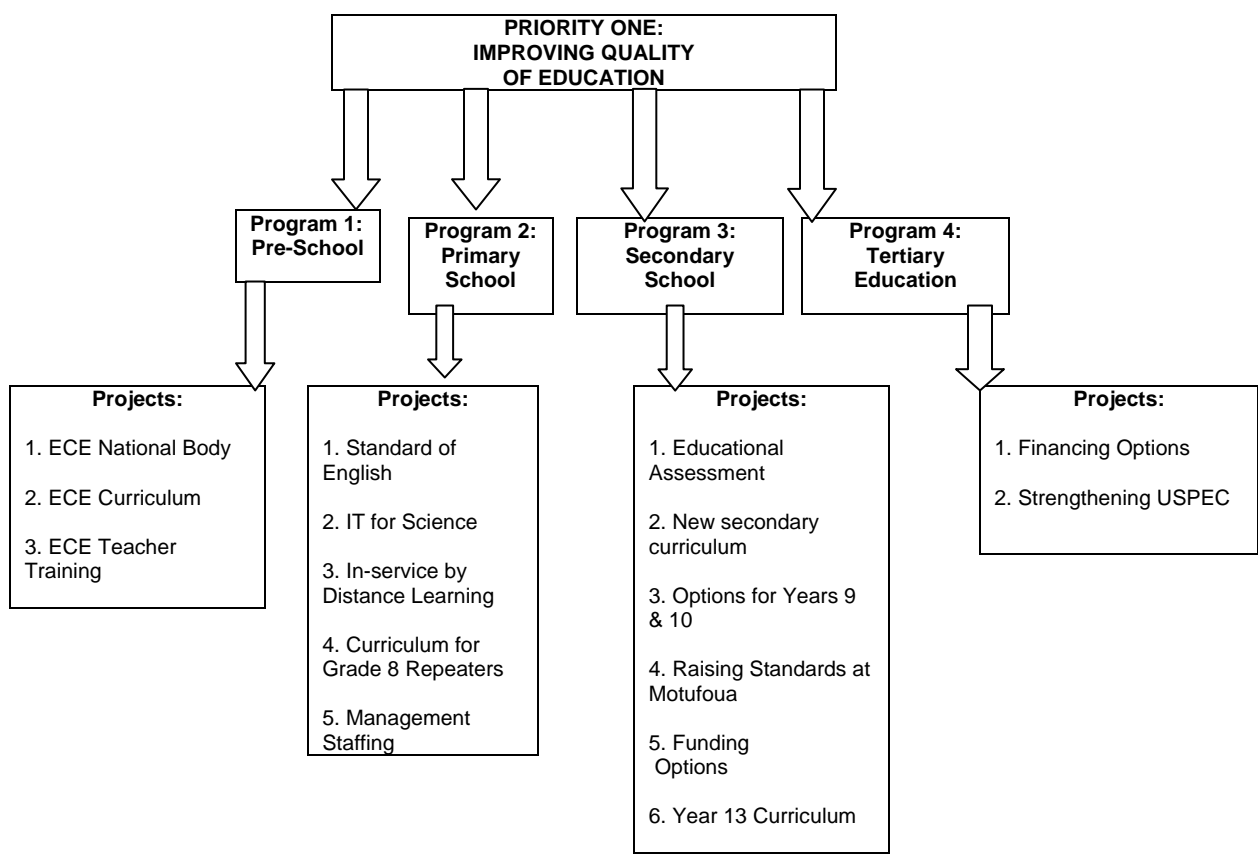 PRIORITY ONE:
IMPROVING QUALITY
OF EDUCATION
Program 1:
Pre-School
Program 2:
Primary
School
Program 3:
Secondary
School
Program 4:
Tertiary
Education
Projects:
1. ECE National Body
2. ECE Curriculum
3. ECE Teacher
Training
Projects:
1. Standard of
English
2. IT for Science
3. In-service by
Distance Learning
4. Curriculum for
Grade 8 Repeaters
5. Management
Staffing
Projects:
1. Educational
Assessment
2. New secondary
curriculum
3. Options for Years 9
& 10
4. Raising Standards at
Motufoua
5. Funding
Options
6. Year 13 Curriculum
Projects:
1. Financing Options
2. Strengthening USPEC